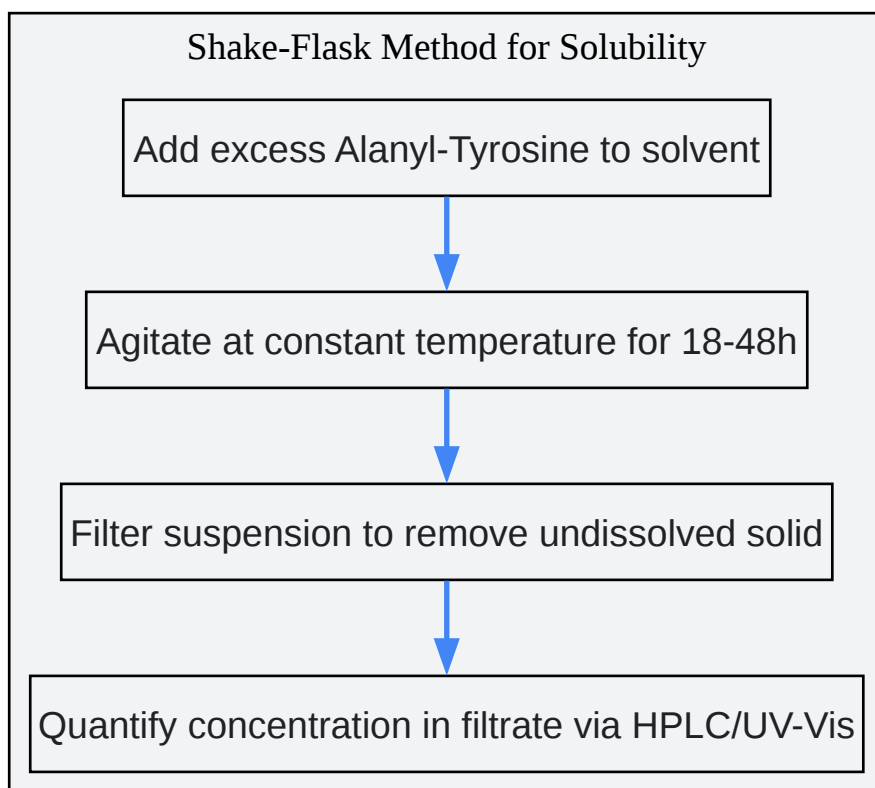 Shake-Flask Method for Solubility
Add excess Alanyl-Tyrosine to solvent
Agitate at constant temperature for 18-48h
Filter suspension to remove undissolved solid
Quantify concentration in filtrate via HPLC/UV-Vis